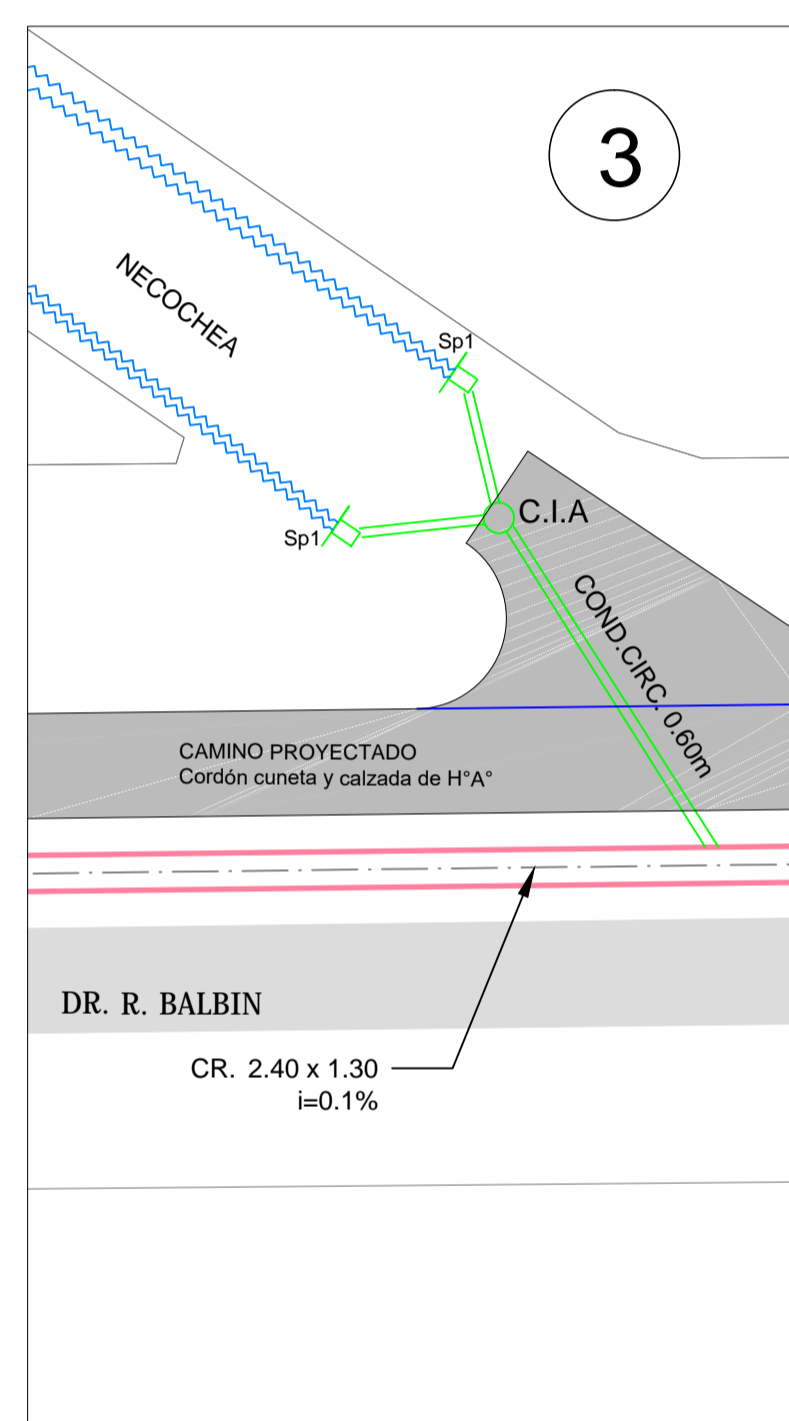 3
NECOCHEA
Sp1
Sp1
C.I.A
COND.CIRC. 0.60m
CAMINO PROYECTADO
Cordón cuneta y calzada de H°A°
DR. R. BALBIN
CR. 2.40 x 1.30
i=0.1%